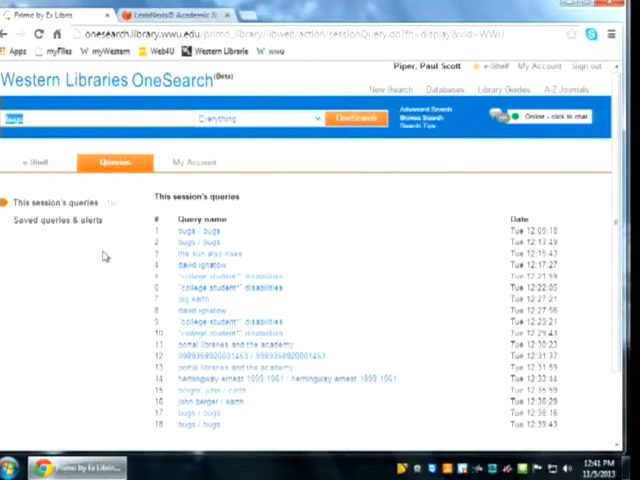 Primo by Ex Libris
LexisNexis® Academic &
onesearch.library.wwu.edu/primo_library/libweb/action/sessionQuery.do?fn=display&vid=WWU
Apps myFiles myWestern Web4U Western Librarie wwu
Piper, Paul Scott e-Shelf My Account Sign out
Western Libraries OneSearch (Beta)
New Search Databases Library Guides A-Z Journals
bugs Everything OneSearch
Advanced Search
Browse Search
Search Tips
Online - click to chat
e-Shelf Queries My Account
This session's queries
Saved queries & alerts
This session's queries
# Query name Date
1 bugs / bugs Tue 12:09:18
2 bugs / bugs Tue 12:13:49
3 the sun also rises Tue 12:16:43
4 david ignatow Tue 12:17:27
5 "college student*" disabilities Tue 12:21:59
6 "college student*" disabilities Tue 12:22:05
7 pig earth Tue 12:27:21
8 david ignatow Tue 12:27:56
9 "college student*" disabilities Tue 12:29:21
10 "college student*" disabilities Tue 12:29:43
11 portal libraries and the academy Tue 12:30:23
12 Tue 12:31:37
13 portal libraries and the academy Tue 12:31:54
14 hemingway ernest 1899 1961 / hemingway ernest 1899 1961 Tue 12:33:44
15 berger, john / earth Tue 12:35:59
16 john berger / earth Tue 12:36:29
17 bugs / bugs Tue 12:38:16
18 bugs / bugs Tue 12:39:43
Primo by Ex Libris...
12:41 PM
11/5/2013